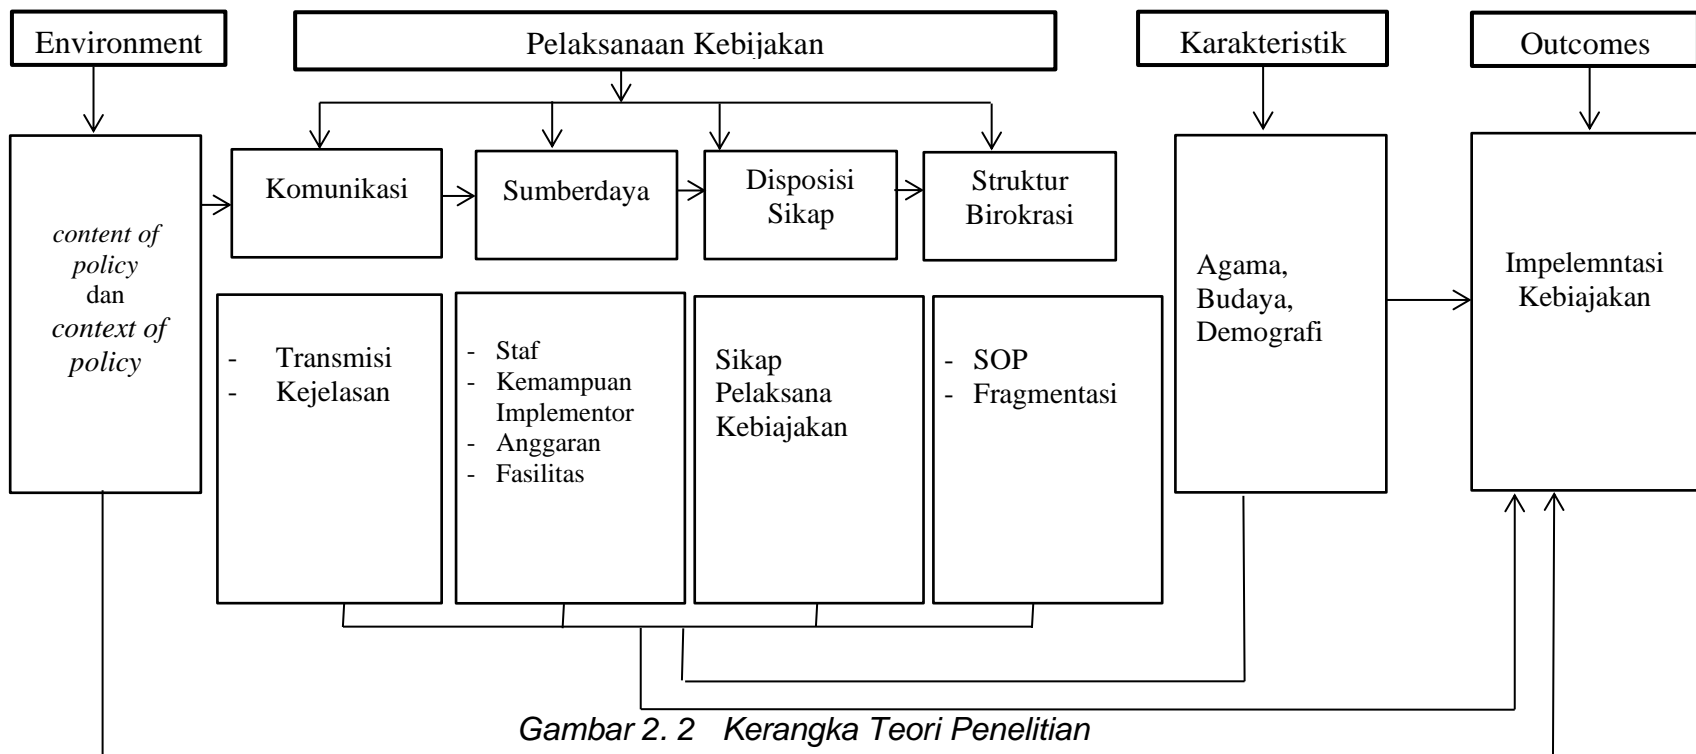 Environment
Pelaksanaan Kebijakan
Karakteristik
Outcomes
content of
policy
dan
context of
policy
Komunikasi
Sumberdaya
Disposisi
Sikap
Struktur
Birokrasi
- Transmisi
- Kejelasan
- Staf
- Kemampuan
Implementor
- Anggaran
- Fasilitas
Sikap
Pelaksana
Kebiajakan
- SOP
- Fragmentasi
Agama,
Budaya,
Demografi
Impelemntasi
Kebiajakan
Gambar 2. 2 Kerangka Teori Penelitian